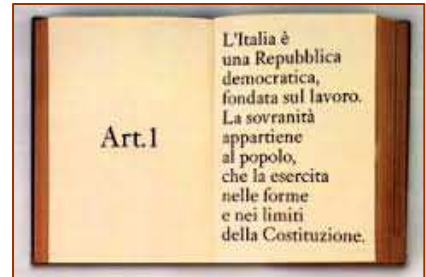 Art.1
L'Italia è
una Repubblica
democratica,
fondata sul lavoro.
La sovranità
appartiene
al popolo,
che la esercita
nelle forme
e nei limiti
della Costituzione.